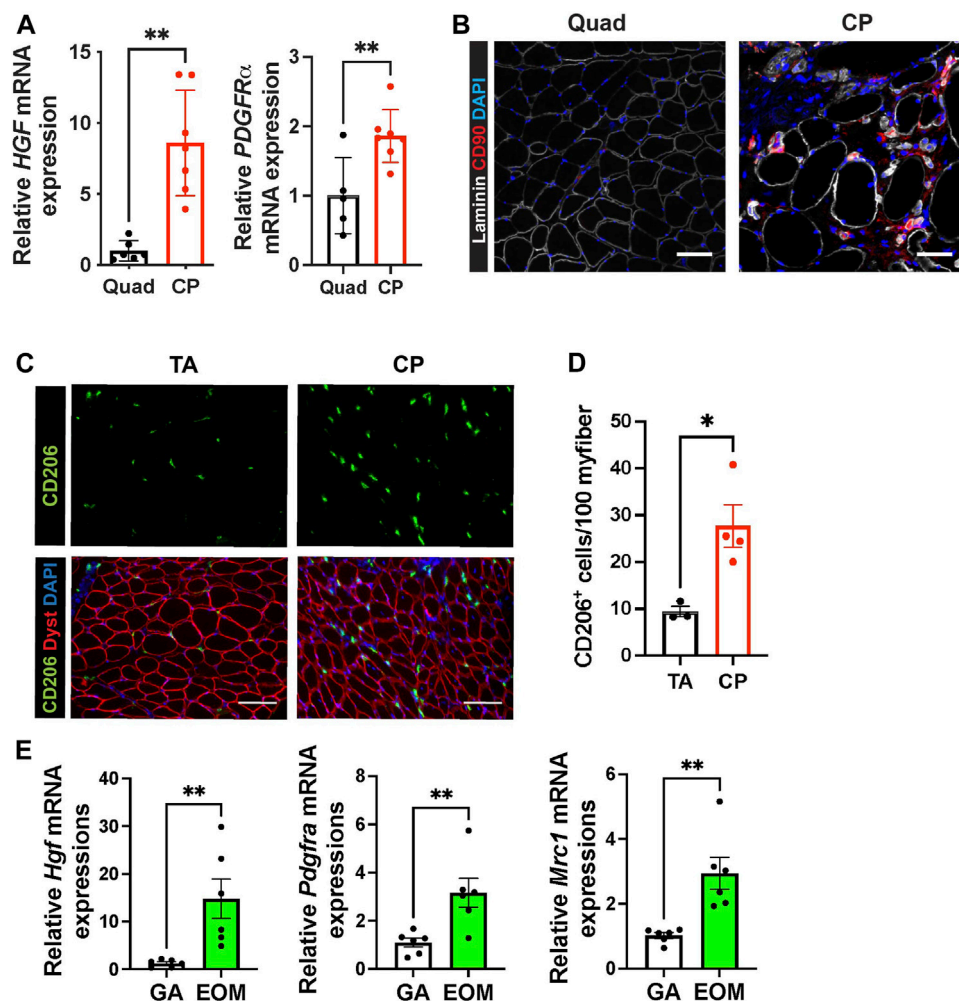 A
Relative HGF mRNA
expression
15
10
5
0
**
Quad CP
Relative PDGFRα
mRNA expression
3
2
1
0
**
Quad CP
B
Quad
CP
Laminin CD90 DAPI
C
TA
CP
CD206
CD206 Dyst DAPI
D
CD206+ cells/100 myfiber
50
40
30
20
10
0
*
TA CP
E
Relative Hgf mRNA
expressions
40
30
20
10
0
**
GA EOM
Relative Pdgfra mRNA
expressions
8
6
4
2
0
**
GA EOM
Relative Mrc1 mRNA
expressions
6
4
2
0
**
GA EOM